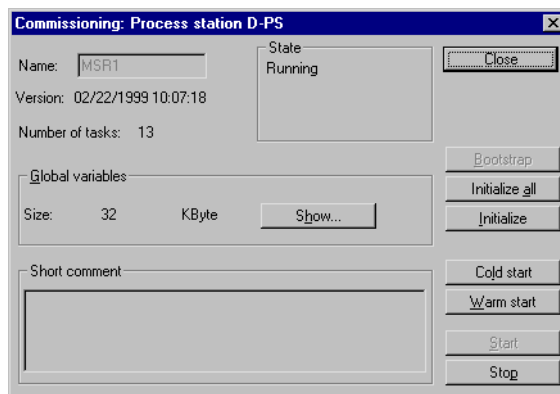 Commissioning: Process station D-PS
Name: MSR1
Version: 02/22/1999 10:07:18
Number of tasks: 13
State
Running
Close
Bootstrap
Initialize all
Initialize
Global variables
Size: 32 KByte Show...
Short comment
Cold start
Warm start
Start
Stop